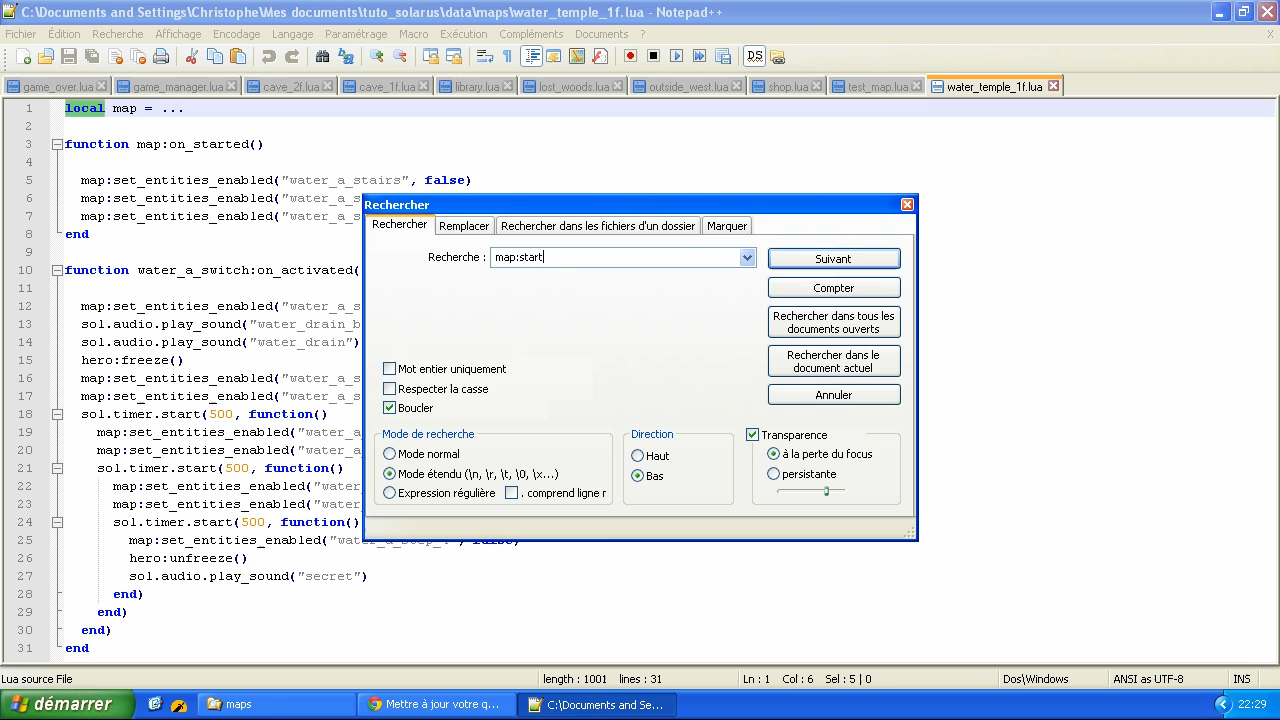 C:\Documents and Settings\Christophe\Mes documents\tuto_solarus\data\maps\water_temple_1f.lua - Notepad++
Fichier Édition Recherche Affichage Encodage Langage Paramétrage Macro Exécution Compléments Documents ? X
game_over.lua game_manager.lua cave_2f.lua cave_1f.lua library.lua lost_woods.lua outside_west.lua shop.lua test_map.lua water_temple_1f.lua
1 local map = ...
2
3 function map:on_started()
4
5 map:set_entities_enabled("water_a_stairs", false)
6 map:set_entities_enabled("water_a_s
7 map:set_entities_enabled("water_a_s
8 end
9
10 function water_a_switch:on_activated(
11
12 map:set_entities_enabled("water_a_s
13 sol.audio.play_sound("water_drain_b
14 sol.audio.play_sound("water_drain")
15 hero:freeze()
16 map:set_entities_enabled("water_a_s
17 map:set_entities_enabled("water_a_s
18 sol.timer.start(500, function()
19 map:set_entities_enabled("water_a
20 map:set_entities_enabled("water_a
21 sol.timer.start(500, function()
22 map:set_entities_enabled("water
23 map:set_entities_enabled("water
24 sol.timer.start(500, function()
25 map:set_entities_enabled("
26 hero:unfreeze()
27 sol.audio.play_sound("secret")
28 end)
29 end)
30 end)
31 end
Rechercher
Rechercher Remplacer Rechercher dans les fichiers d'un dossier Marquer
Recherche : map:start
Suivant
Compter
Rechercher dans tous les
documents ouverts
Rechercher dans le
document actuel
Annuler
Mot entier uniquement
Respecter la casse
Boucler
Mode de recherche
Mode normal
Mode étendu (\n, \r, \t, \0, \x...)
Expression régulière . comprend ligne r
Direction
Haut
Bas
Transparence
à la perte du focus
persistante
Lua source File length : 1001 lines : 31 Ln : 1 Col : 6 Sel : 5 | 0 Dos\Windows ANSI as UTF-8 INS
démarrer maps Mettre à jour votre q... C:\Documents and Se... 22:29